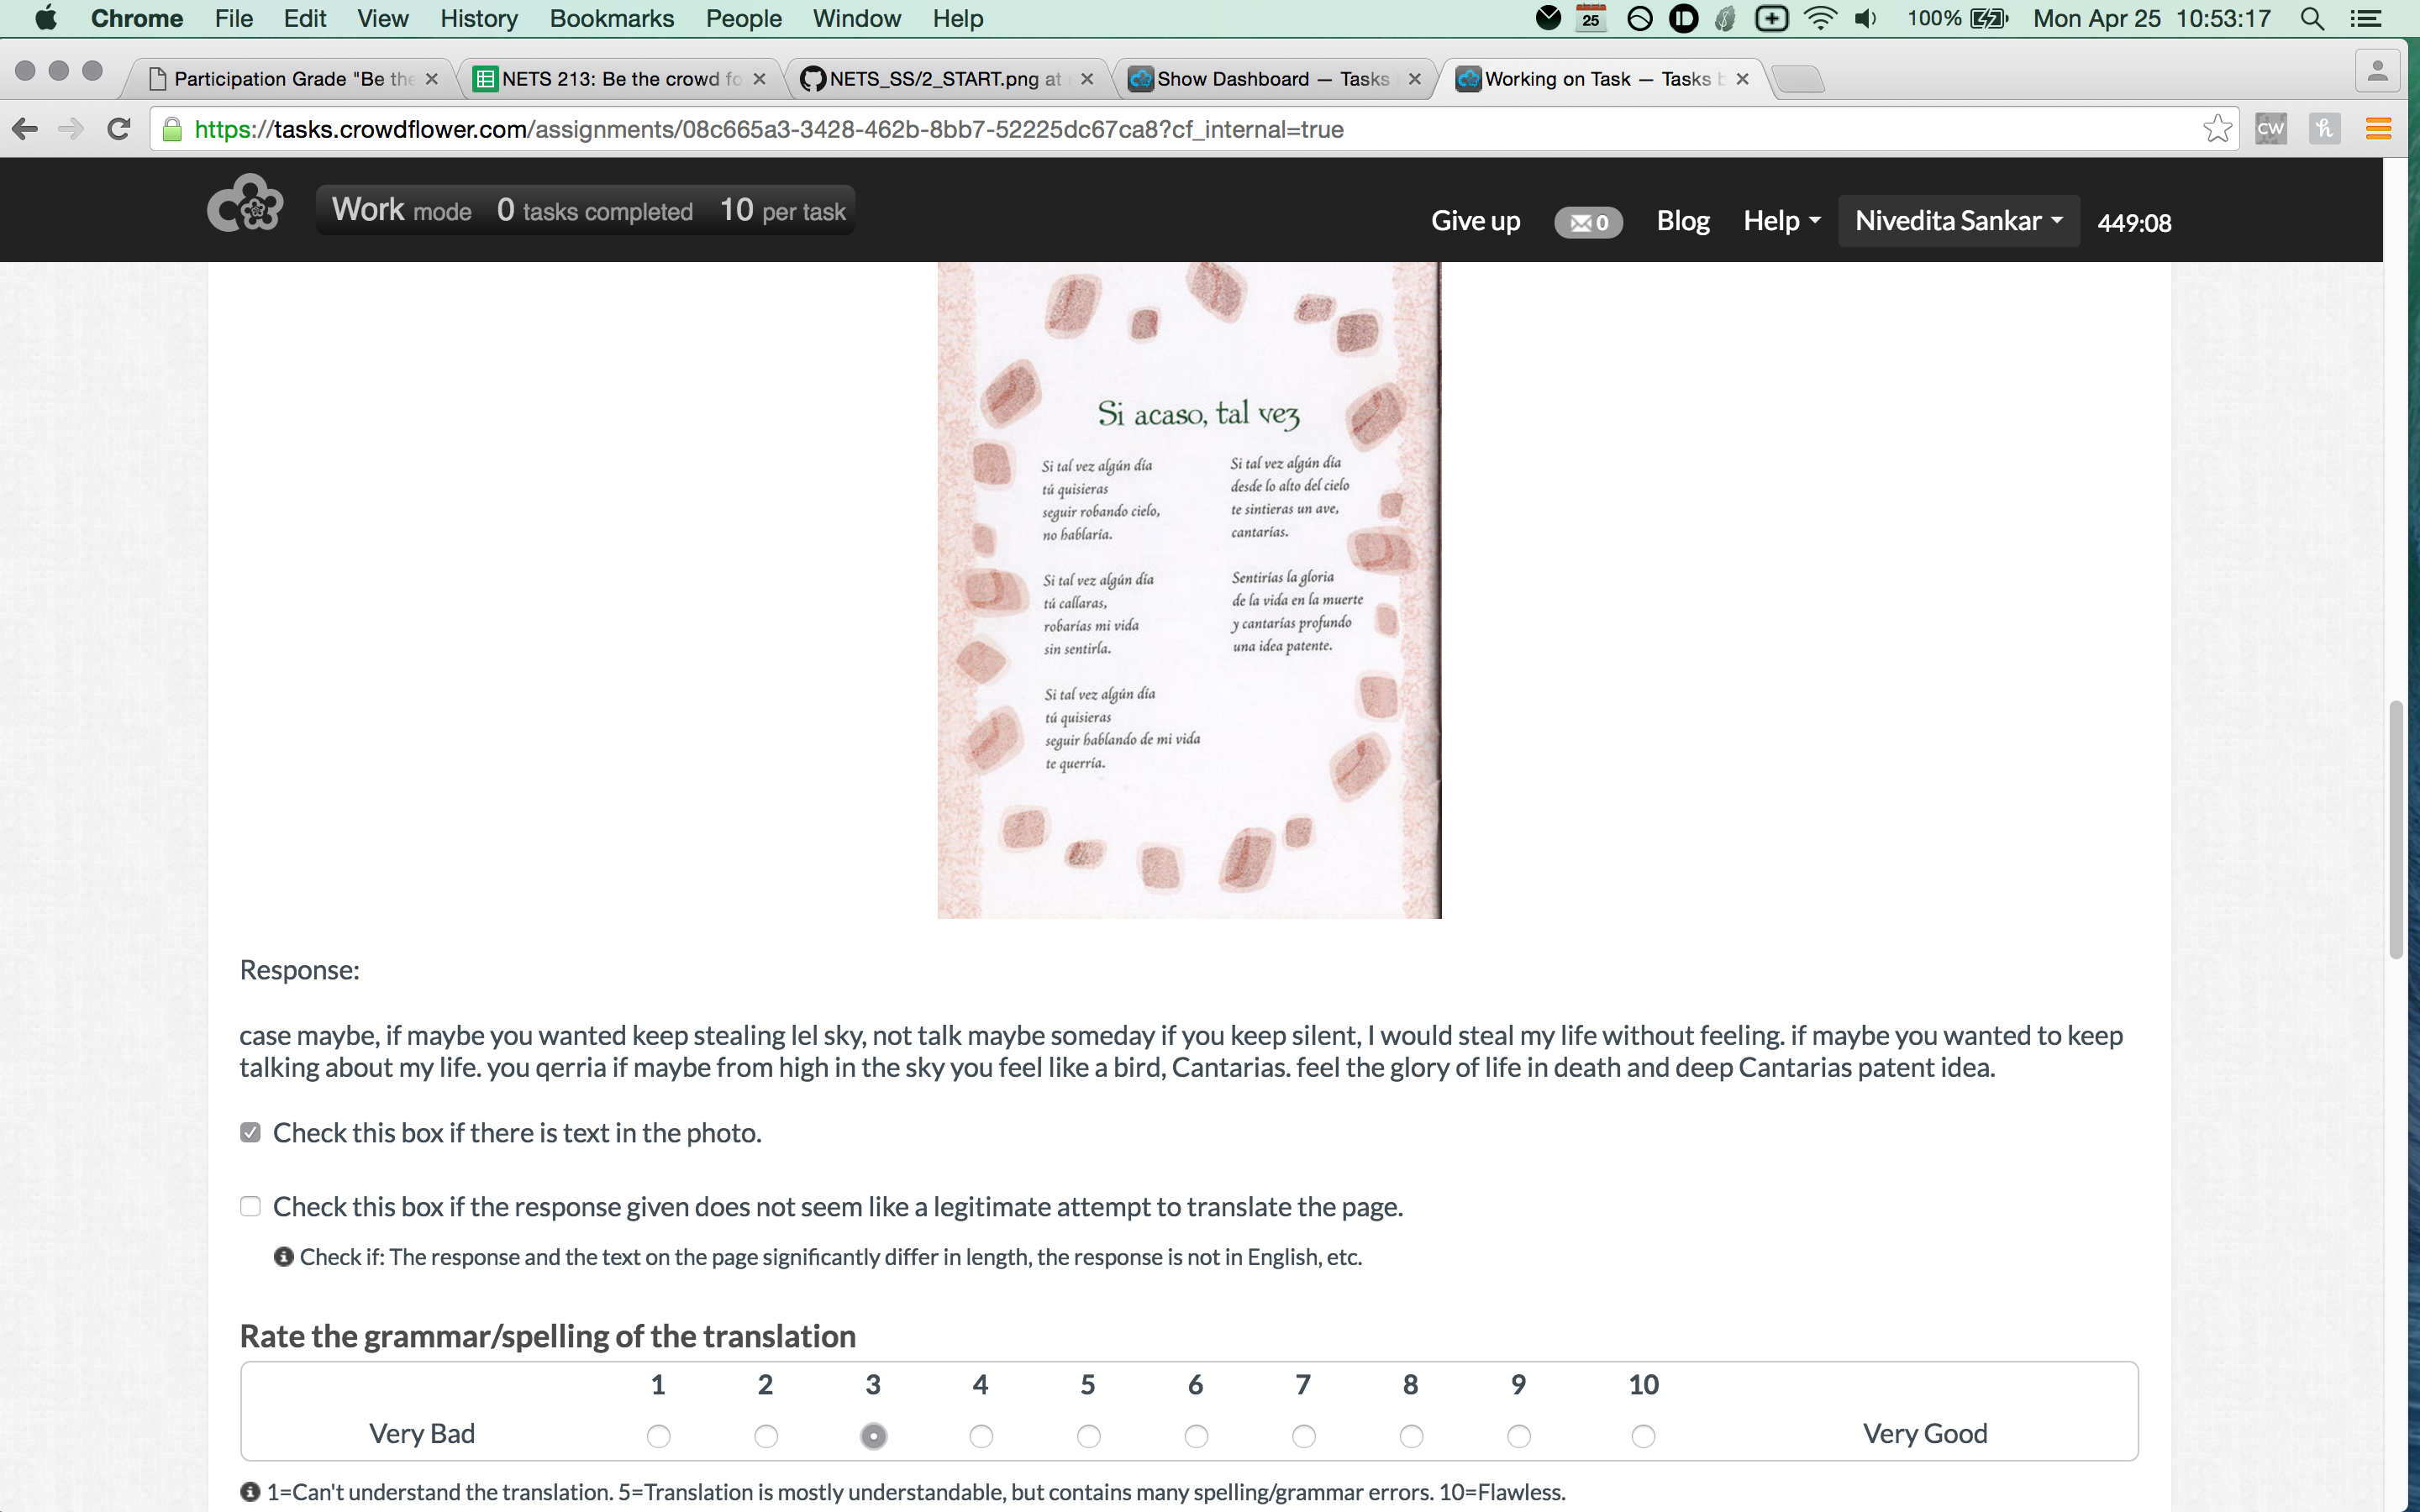 Chrome File Edit View History Bookmarks People Window Help 25 100% Mon Apr 25 10:53:17
Participation Grade "Be the NETS 213: Be the crowd fo NETS_SS/2_START.png at Show Dashboard — Tasks Working on Task — Tasks b
https://tasks.crowdflower.com/assignments/08c665a3-3428-462b-8bb7-52225dc67ca8?cf_internal=true CW h
Work mode 0 tasks completed 10 per task Give up 0 Blog Help Nivedita Sankar 449:08
Si acaso, tal vez
Si tal vez algún día
tú quisieras
seguir robando cielo,
no hablaría.
Si tal vez algún día
tú callaras,
robarías mi vida
sin sentirla.
Si tal vez algún día
tú quisieras
seguir hablando de mi vida
te querría.
Si tal vez algún día
desde lo alto del cielo
te sintieras un ave,
cantarías.
Sentirías la gloria
de la vida en la muerte
y cantarías profundo
una idea patente.
Response:
case maybe, if maybe you wanted keep stealing lel sky, not talk maybe someday if you keep silent, I would steal my life without feeling. if maybe you wanted to keep
talking about my life. you qerria if maybe from high in the sky you feel like a bird, Cantarias. feel the glory of life in death and deep Cantarias patent idea.
Check this box if there is text in the photo.
Check this box if the response given does not seem like a legitimate attempt to translate the page.
Check if: The response and the text on the page significantly differ in length, the response is not in English, etc.
Rate the grammar/spelling of the translation
1 2 3 4 5 6 7 8 9 10
Very Bad Very Good
1=Can't understand the translation. 5=Translation is mostly understandable, but contains many spelling/grammar errors. 10=Flawless.